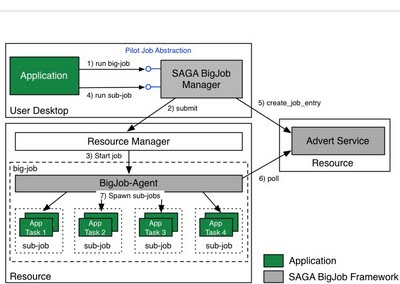 Pilot Job Abstraction
Application
1) run big-job
SAGA BigJob
Manager
4) run sub-job
User Desktop
2) submit
5) create_job_entry
Resource Manager
Advert Service
Resource
3) Start job
big-job
BigJob-Agent
6) poll
7) Spawn sub-jobs
App
Task 1
App
Task 2
App
Task 3
App
Task 4
sub-job
sub-job
sub-job
sub-job
Resource
Application
SAGA BigJob Framework